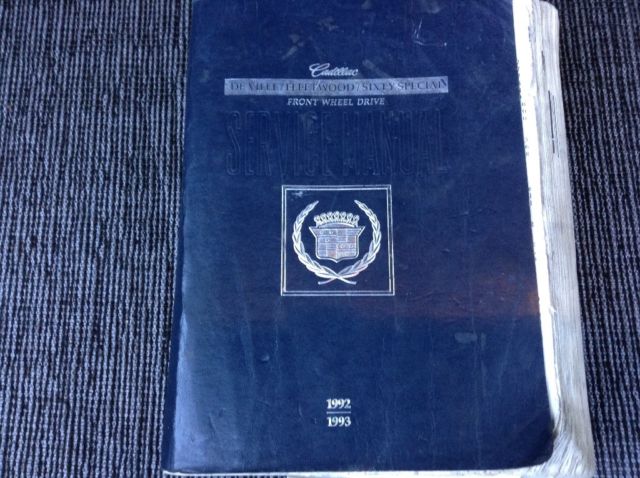 Cadillac
DE VILLE/FLEETWOOD/SIXTY SPECIAL
FRONT WHEEL DRIVE
SERVICE MANUAL
1992
1993